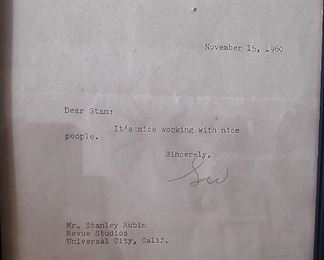 November 15, 1960
Dear Stan:
It's nice working with nice
people.
Sincerely,
Mr. Stanley Rubin
Revue Studios
Universal City, Calif.